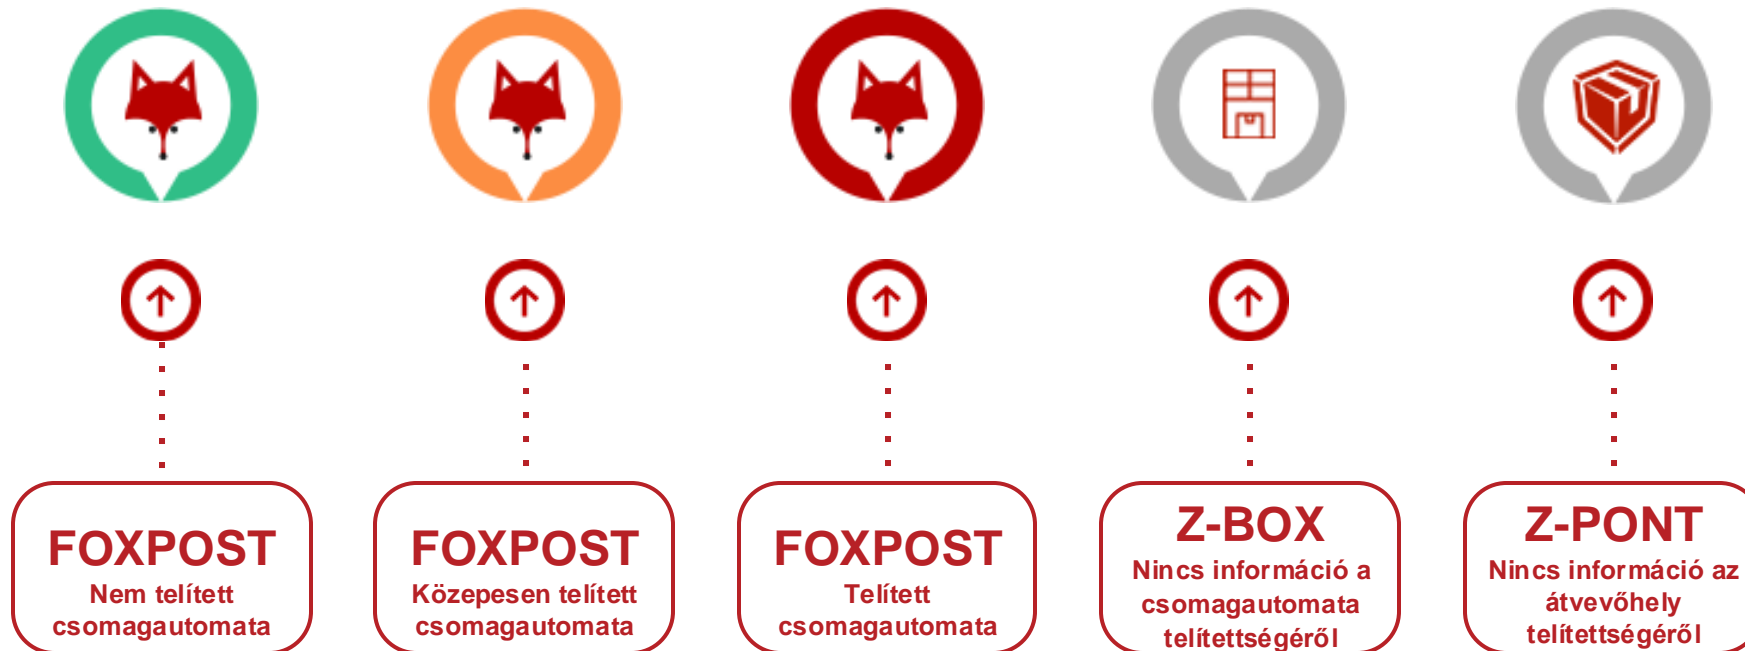 FOXPOST
Nem telített
csomagautomata
FOXPOST
Közepesen telített
csomagautomata
FOXPOST
Telített
csomagautomata
Z-BOX
Nincs információ a
csomagautomata
telítettségéről
Z-PONT
Nincs információ az
átvevőhely
telítettségéről